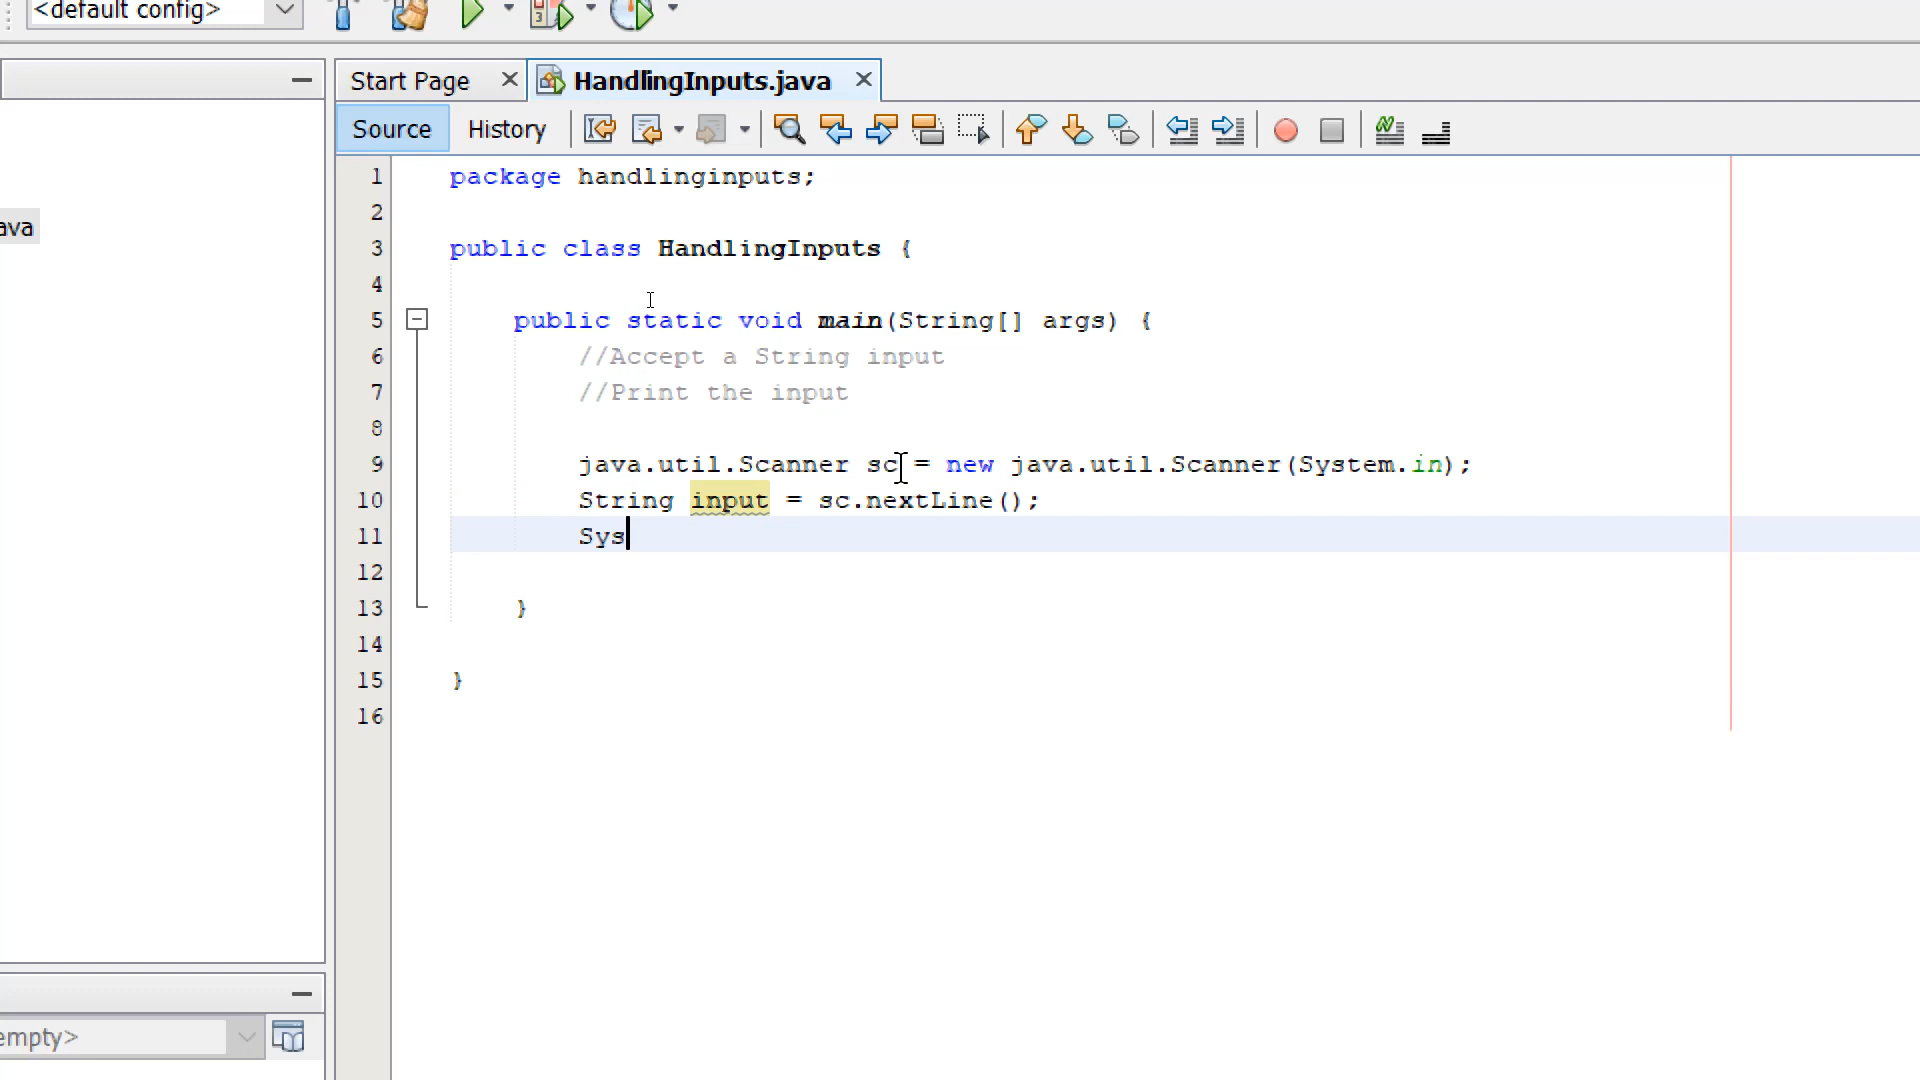 <default config>
Start Page
HandlingInputs.java
Source
History
ava
1 package handlinginputs;
2
3 public class HandlingInputs {
4
5 public static void main(String[] args) {
6 //Accept a String input
7 //Print the input
8
9 java.util.Scanner sc = new java.util.Scanner(System.in);
10 String input = sc.nextLine();
11 Sys
12
13 }
14
15 }
16
empty>